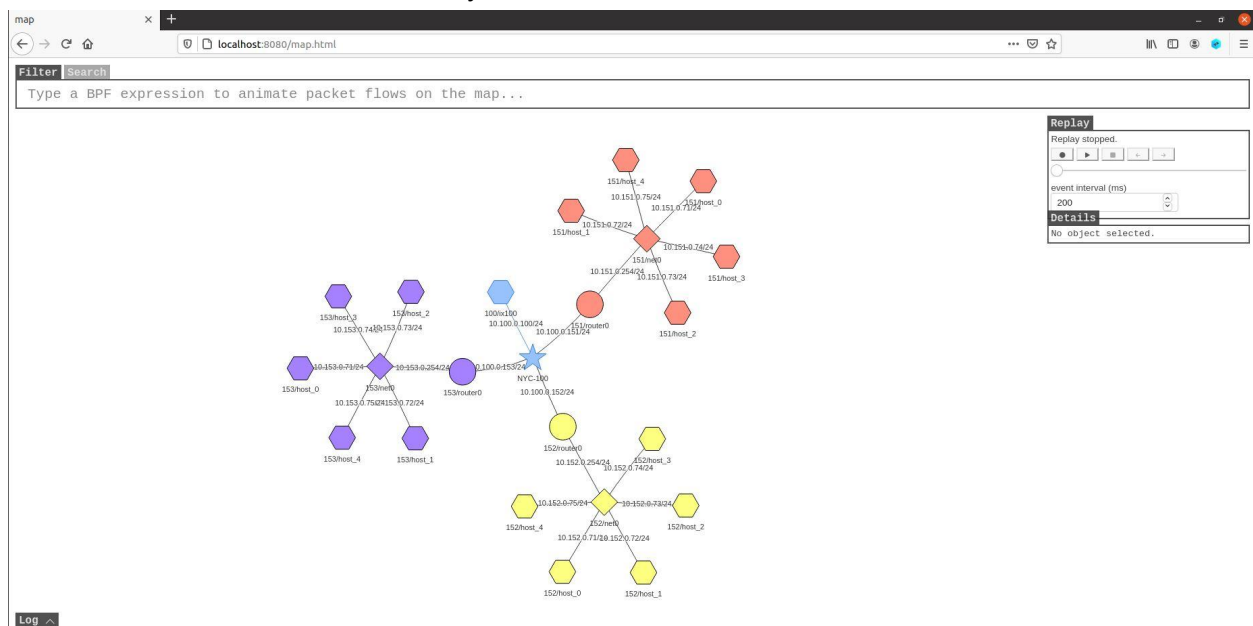 map
localhost:8080/map.html
Filter Search
Type a BPF expression to animate packet flows on the map...
Replay
Replay stopped.
event interval (ms)
200
Details
No object selected.
151/host_4
10.151.0.75/24
151/host_0
10.151.0.71/24
10.151.0.72/24
151/host_1
10.151.0.74/24
151/net0
151/host_3
10.151.0.254/24
10.151.0.73/24
151/router0
151/host_2
100/ix100
10.100.0.100/24
10.100.0.151/24
153/host_3
153/host_2
10.153.0.74/24
10.153.0.73/24
10.153.0.71/24
10.153.0.254/24
0.100.0.153/24
153/host_0
153/net0
153/router0
NYC-100
10.153.0.75/24
153.0.72/24
10.100.0.152/24
153/host_4
153/host_1
152/router0
152/host_3
10.152.0.254/24
10.152.0.74/24
10.152.0.75/24
10.152.0.73/24
152/host_4
152/net0
152/host_2
10.152.0.71/2
152.0.72/24
152/host_0
152/host_1
Log